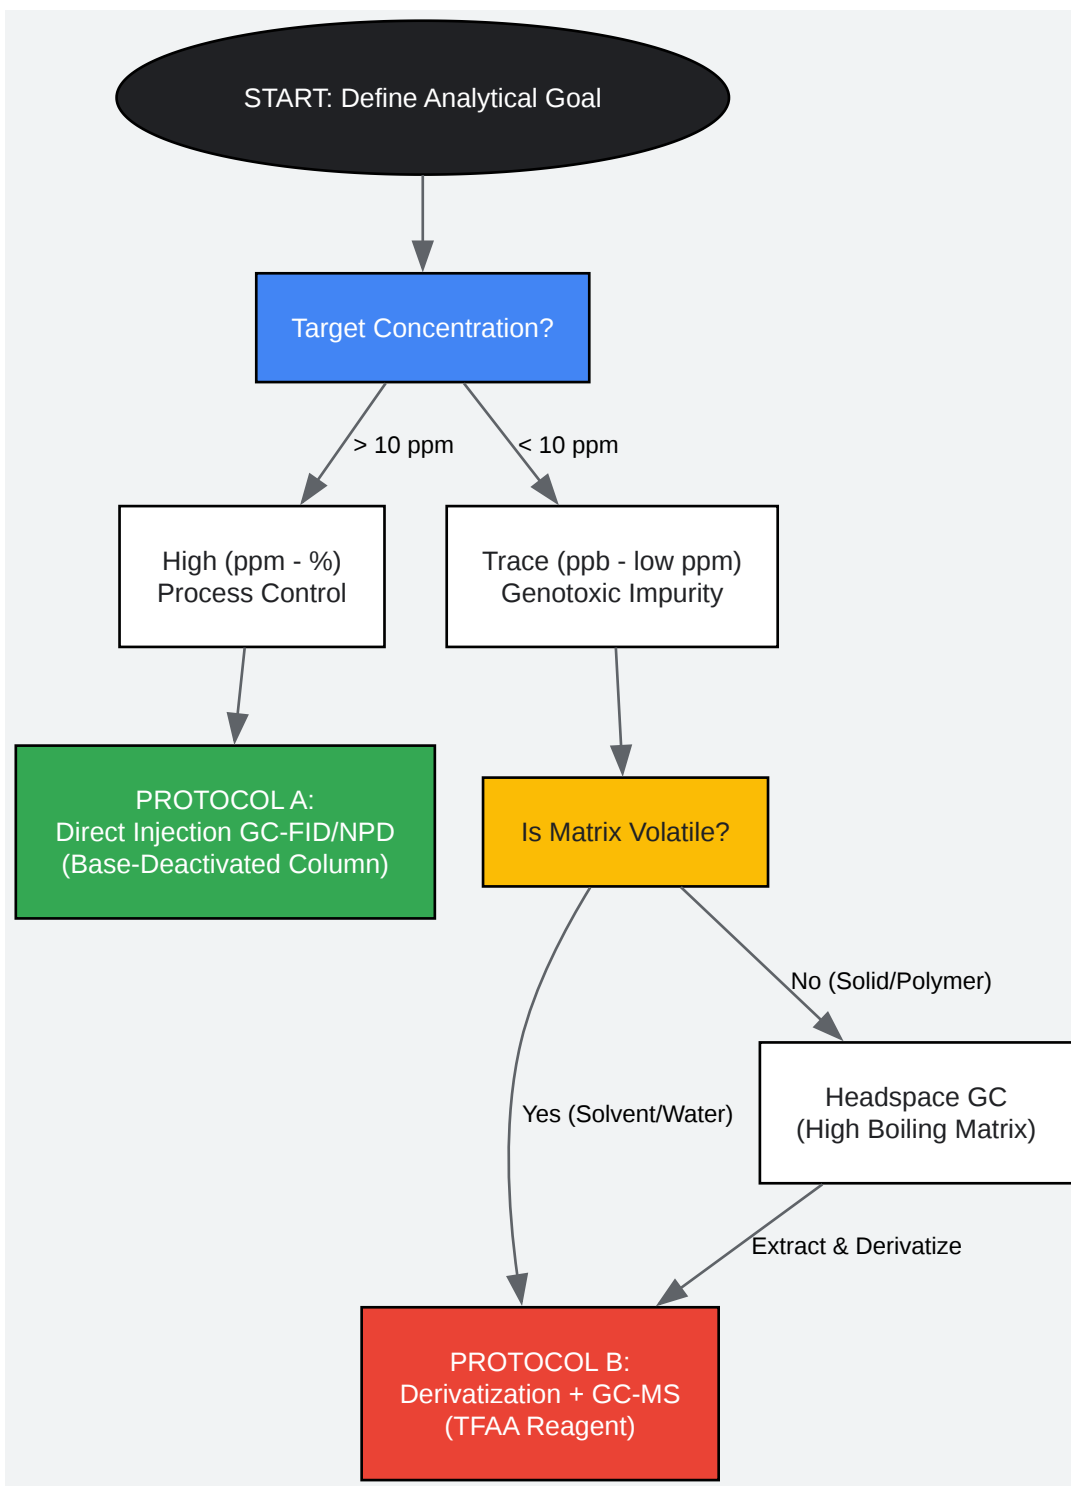 START: Define Analytical Goal
Target Concentration?
> 10 ppm
< 10 ppm
High (ppm - %)
Process Control
Trace (ppb - low ppm)
Genotoxic Impurity
PROTOCOL A:
Direct Injection GC-FID/NPD
(Base-Deactivated Column)
Is Matrix Volatile?
No (Solid/Polymer)
Headspace GC
(High Boiling Matrix)
Yes (Solvent/Water)
Extract & Derivatize
PROTOCOL B:
Derivatization + GC-MS
(TFAA Reagent)